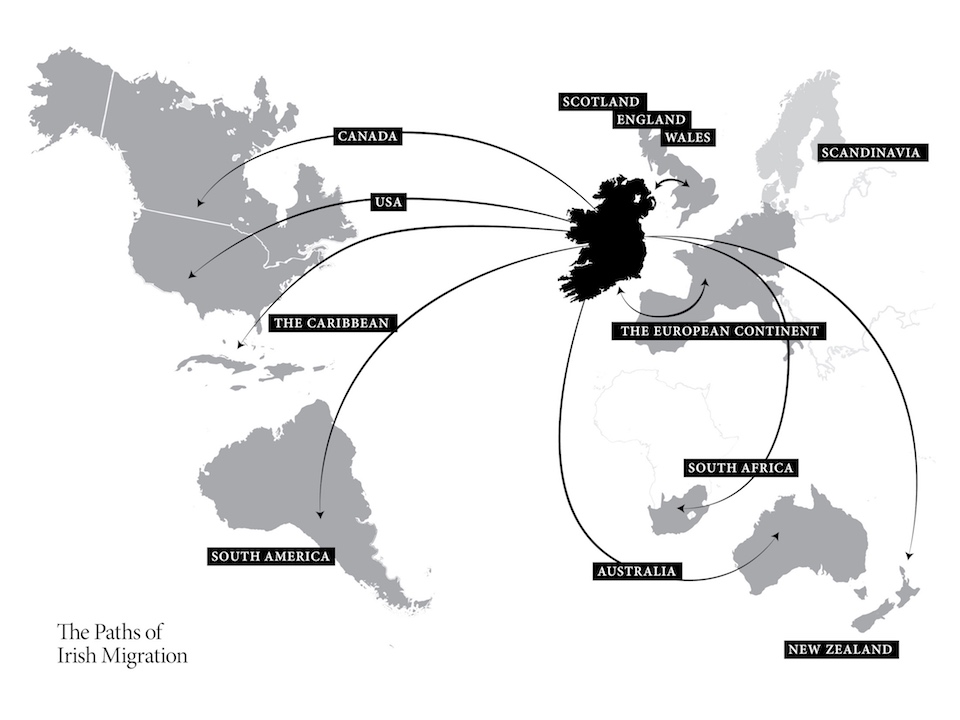 SCOTLAND
ENGLAND
WALES
CANADA
SCANDINAVIA
USA
THE CARIBBEAN
THE EUROPEAN CONTINENT
SOUTH AFRICA
SOUTH AMERICA
AUSTRALIA
The Paths of
Irish Migration
NEW ZEALAND